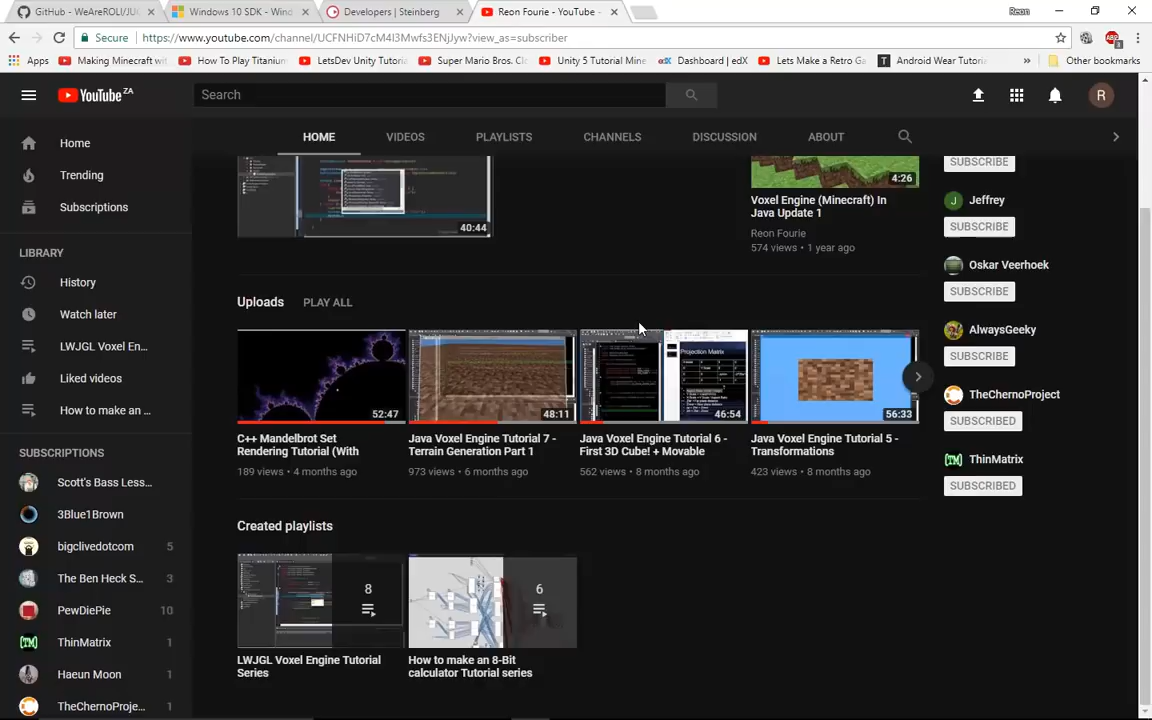 GitHub - WeAreROLI/JUC
Windows 10 SDK - Wind
Developers | Steinberg
Reon Fourie - YouTube -
Reon
Secure
https://www.youtube.com/channel/UCFNHiD7cM4I3Mwfs3ENjJyw?view_as=subscriber
Apps
Making Minecraft wit
How To Play Titanium
LetsDev Unity Tutoria
Super Mario Bros. Cl
Unity 5 Tutorial Mine
Dashboard | edX
Lets Make a Retro Ga
Android Wear Tutoria
Other bookmarks
YouTube ZA
Search
R
HOME
VIDEOS
PLAYLISTS
CHANNELS
DISCUSSION
ABOUT
Home
Trending
Subscriptions
LIBRARY
History
Watch later
LWJGL Voxel En...
Liked videos
How to make an ...
SUBSCRIPTIONS
Scott's Bass Less...
3Blue1Brown
bigclivedotcom 5
The Ben Heck S... 3
PewDiePie 10
ThinMatrix 1
Haeun Moon 1
TheChernoProje... 1
40:44
4:26
Voxel Engine (Minecraft) In
Java Update 1
Reon Fourie
574 views • 1 year ago
Uploads PLAY ALL
52:47
C++ Mandelbrot Set
Rendering Tutorial (With
189 views • 4 months ago
48:11
Java Voxel Engine Tutorial 7 -
Terrain Generation Part 1
973 views • 6 months ago
Projection Matrix
46:54
Java Voxel Engine Tutorial 6 -
First 3D Cube! + Movable
562 views • 8 months ago
56:33
Java Voxel Engine Tutorial 5 -
Transformations
423 views • 8 months ago
Created playlists
8
LWJGL Voxel Engine Tutorial
Series
6
How to make an 8-Bit
calculator Tutorial series
SUBSCRIBE
J Jeffrey
SUBSCRIBE
Oskar Veerhoek
SUBSCRIBE
AlwaysGeeky
SUBSCRIBE
TheChernoProject
SUBSCRIBED
ThinMatrix
SUBSCRIBED